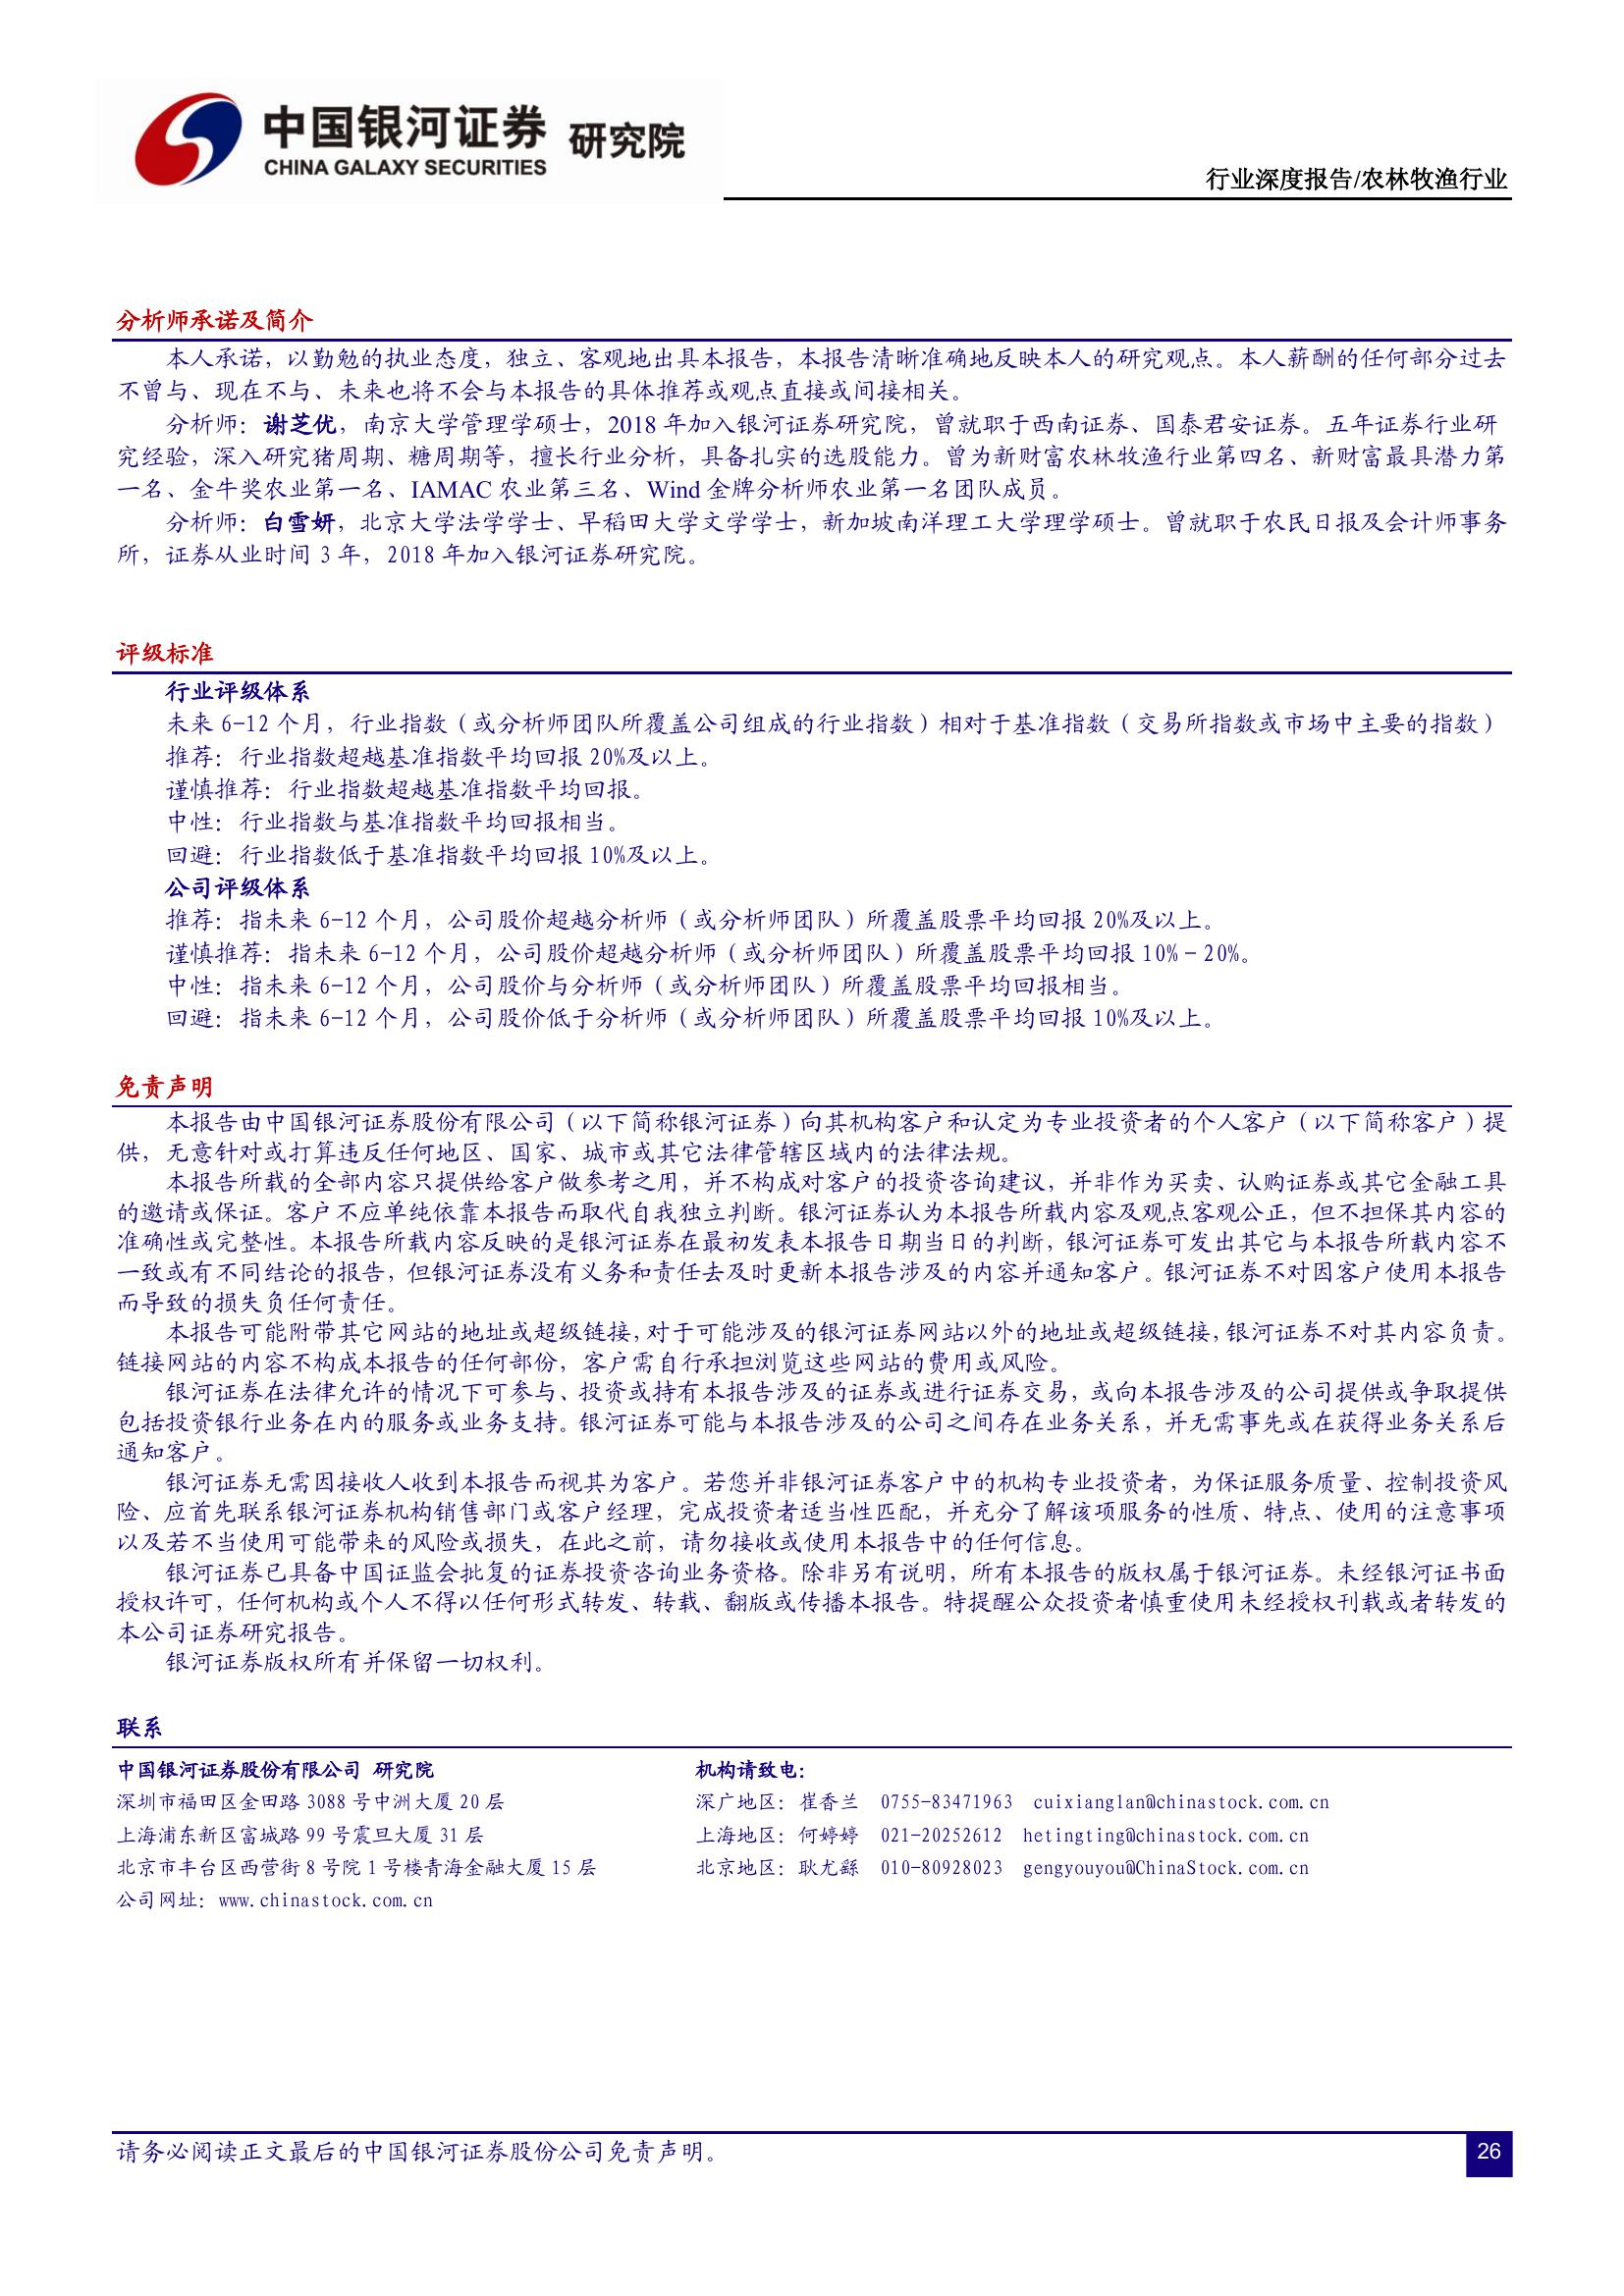 中国银河证券 研究院
CHINA GALAXY SECURITIES
行业深度报告/农林牧渔行业
分析师承诺及简介
本人承诺，以勤勉的执业态度，独立、客观地出具本报告，本报告清晰准确地反映本人的研究观点。本人薪酬的任何部分过去
不曾与、现在不与、未来也将不会与本报告的具体推荐或观点直接或间接相关。
分析师：谢芝优，南京大学管理学硕士，2018 年加入银河证券研究院，曾就职于西南证券、国泰君安证券。五年证券行业研
究经验，深入研究猪周期、糖周期等，擅长行业分析，具备扎实的选股能力。曾为新财富农林牧渔行业第四名、新财富最具潜力第
一名、金牛奖农业第一名、IAMAC 农业第三名、Wind 金牌分析师农业第一名团队成员。
分析师：白雪妍，北京大学法学学士、早稻田大学文学学士，新加坡南洋理工大学理学硕士。曾就职于农民日报及会计师事务
所，证券从业时间 3 年，2018 年加入银河证券研究院。
评级标准
行业评级体系
未来 6-12 个月，行业指数（或分析师团队所覆盖公司组成的行业指数）相对于基准指数（交易所指数或市场中主要的指数）
推荐：行业指数超越基准指数平均回报 20%及以上。
谨慎推荐：行业指数超越基准指数平均回报。
中性：行业指数与基准指数平均回报相当。
回避：行业指数低于基准指数平均回报 10%及以上。
公司评级体系
推荐：指未来 6-12 个月，公司股价超越分析师（或分析师团队）所覆盖股票平均回报 20%及以上。
谨慎推荐：指未来 6-12 个月，公司股价超越分析师（或分析师团队）所覆盖股票平均回报 10%－20%。
中性：指未来 6-12 个月，公司股价与分析师（或分析师团队）所覆盖股票平均回报相当。
回避：指未来 6-12 个月，公司股价低于分析师（或分析师团队）所覆盖股票平均回报 10%及以上。
免责声明
本报告由中国银河证券股份有限公司（以下简称银河证券）向其机构客户和认定为专业投资者的个人客户（以下简称客户）提
供，无意针对或打算违反任何地区、国家、城市或其它法律管辖区域内的法律法规。
本报告所载的全部内容只提供给客户做参考之用，并不构成对客户的投资咨询建议，并非作为买卖、认购证券或其它金融工具
的邀请或保证。客户不应单纯依靠本报告而取代自我独立判断。银河证券认为本报告所载内容及观点客观公正，但不担保其内容的
准确性或完整性。本报告所载内容反映的是银河证券在最初发表本报告日期当日的判断，银河证券可发出其它与本报告所载内容不
一致或有不同结论的报告，但银河证券没有义务和责任去及时更新本报告涉及的内容并通知客户。银河证券不对因客户使用本报告
而导致的损失负任何责任。
本报告可能附带其它网站的地址或超级链接，对于可能涉及的银河证券网站以外的地址或超级链接，银河证券不对其内容负责。
链接网站的内容不构成本报告的任何部份，客户需自行承担浏览这些网站的费用或风险。
银河证券在法律允许的情况下可参与、投资或持有本报告涉及的证券或进行证券交易，或向本报告涉及的公司提供或争取提供
包括投资银行业务在内的服务或业务支持。银河证券可能与本报告涉及的公司之间存在业务关系，并无需事先或在获得业务关系后
通知客户。
银河证券无需因接收人收到本报告而视其为客户。若您并非银河证券客户中的机构专业投资者，为保证服务质量、控制投资风
险、应首先联系银河证券机构销售部门或客户经理，完成投资者适当性匹配，并充分了解该项服务的性质、特点、使用的注意事项
以及若不当使用可能带来的风险或损失，在此之前，请勿接收或使用本报告中的任何信息。
银河证券已具备中国证监会批复的证券投资咨询业务资格。除非另有说明，所有本报告的版权属于银河证券。未经银河证书面
授权许可，任何机构或个人不得以任何形式转发、转载、翻版或传播本报告。特提醒公众投资者慎重使用未经授权刊载或者转发的
本公司证券研究报告。
银河证券版权所有并保留一切权利。
联系
中国银河证券股份有限公司 研究院 机构请致电：
深圳市福田区金田路 3088 号中洲大厦 20 层 深广地区：崔香兰 0755-83471963 cuixianglan@chinastock.com.cn
上海浦东新区富城路 99 号震旦大厦 31 层 上海地区：何婷婷 021-20252612 hetingting@chinastock.com.cn
北京市丰台区西营街 8 号院 1 号楼青海金融大厦 15 层 北京地区：耿尤繇 010-80928023 gengyouyou@ChinaStock.com.cn
公司网址：www.chinastock.com.cn
请务必阅读正文最后的中国银河证券股份公司免责声明。
26